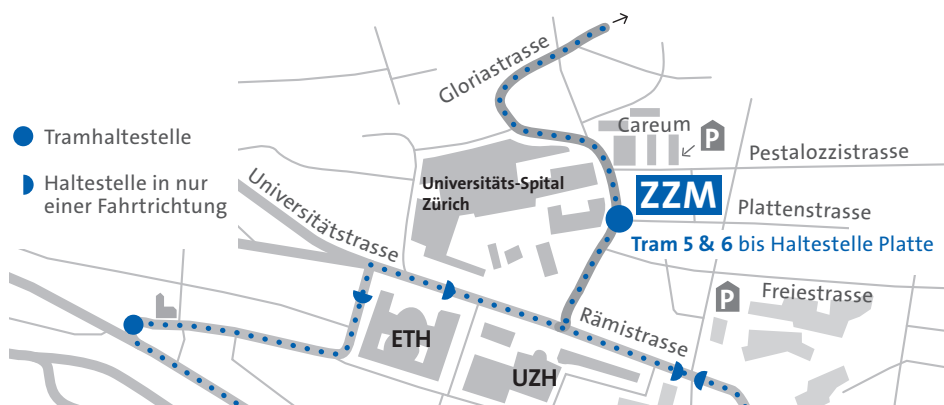 Gloriastrasse
Tramhaltestelle
Haltestelle in nur
einer Fahrtrichtung
Careum
P
Pestalozzistrasse
Universitätstrasse
Universitäts-Spital
Zürich
ZZM
Plattenstrasse
Tram 5 & 6 bis Haltestelle Platte
P
Freiestrasse
Rämistrasse
ETH
UZH